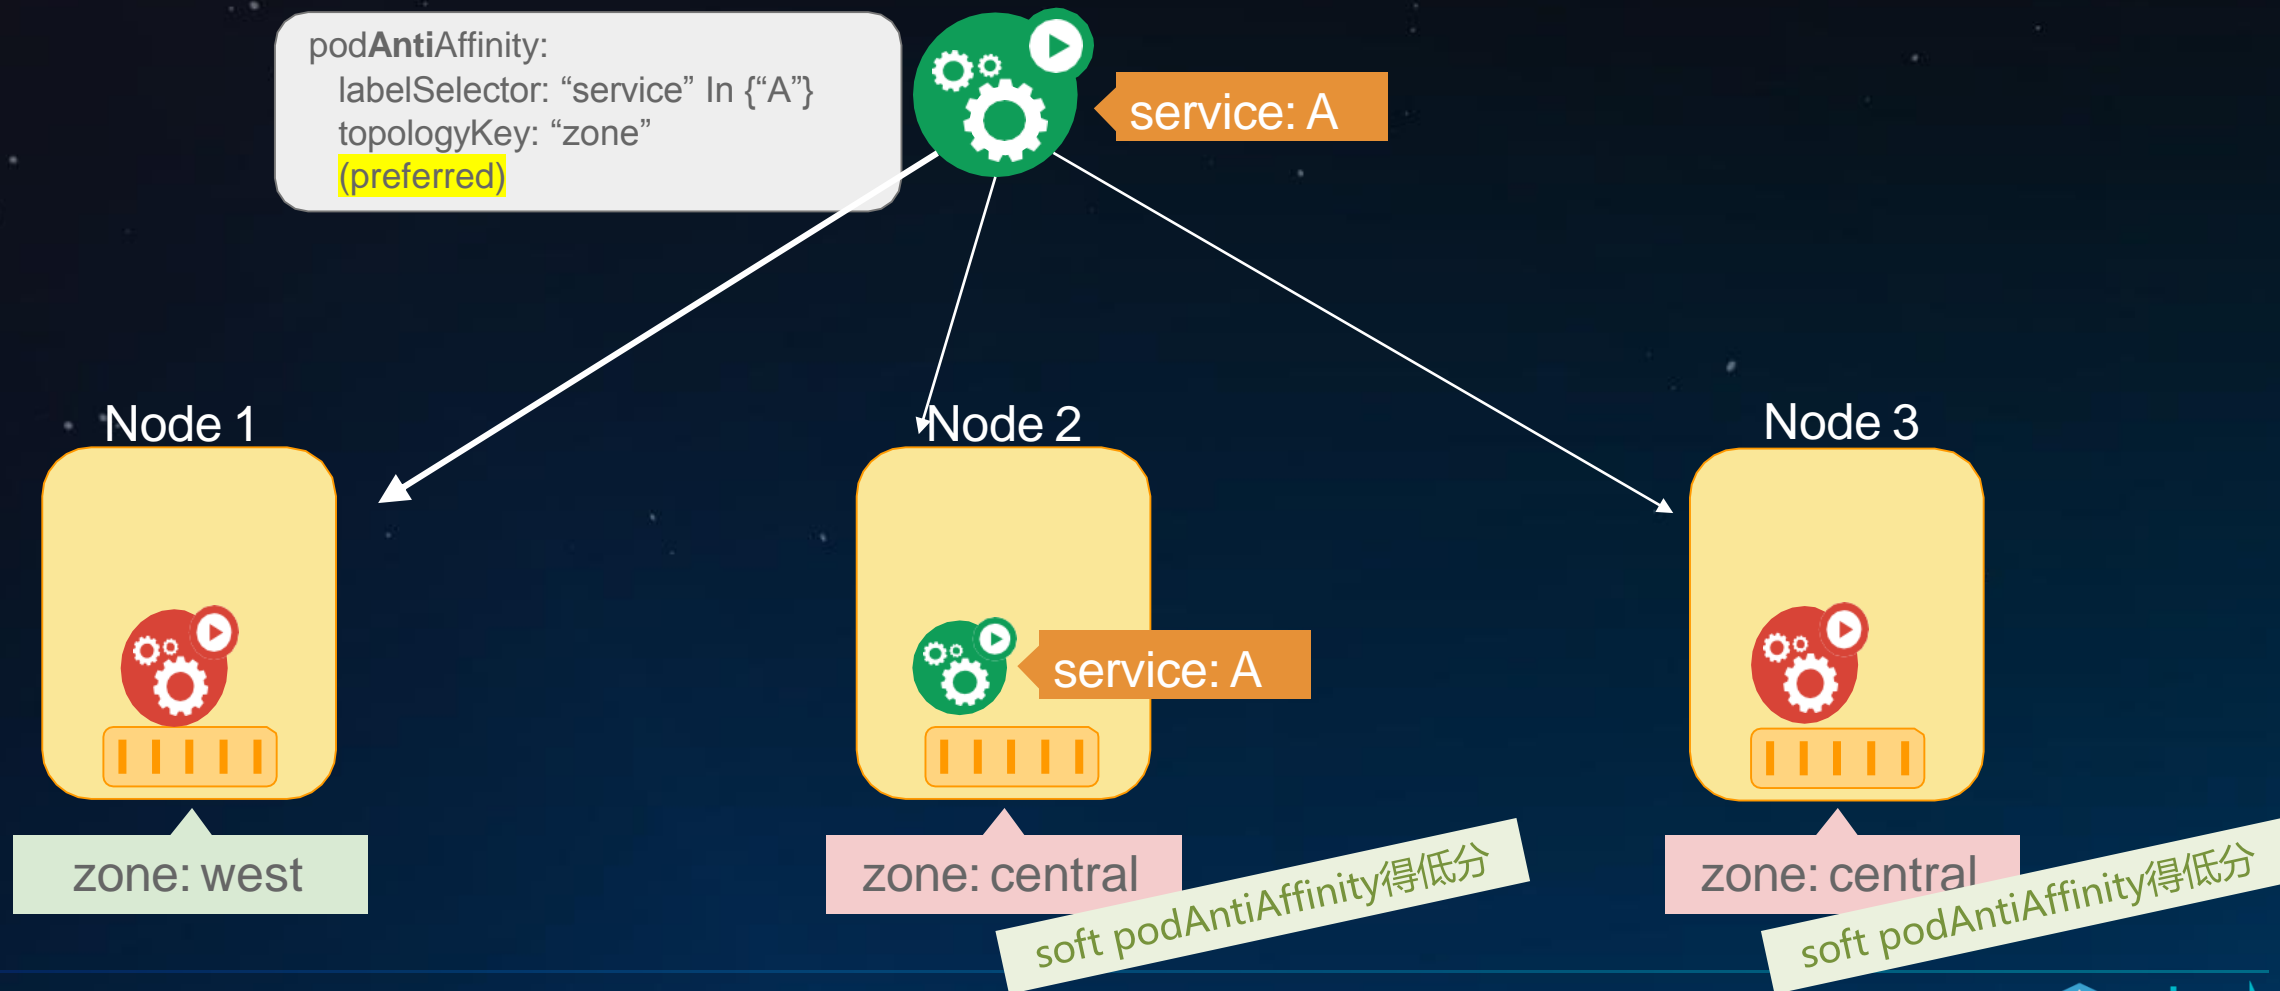 podAntiAffinity:
labelSelector: “service” In {“A”}
topologyKey: “zone”
(preferred)
service: A
Node 1
Node 2
Node 3
service: A
zone: west
zone: central
zone: central
soft podAntiAffinity得低分
soft podAntiAffinity得低分